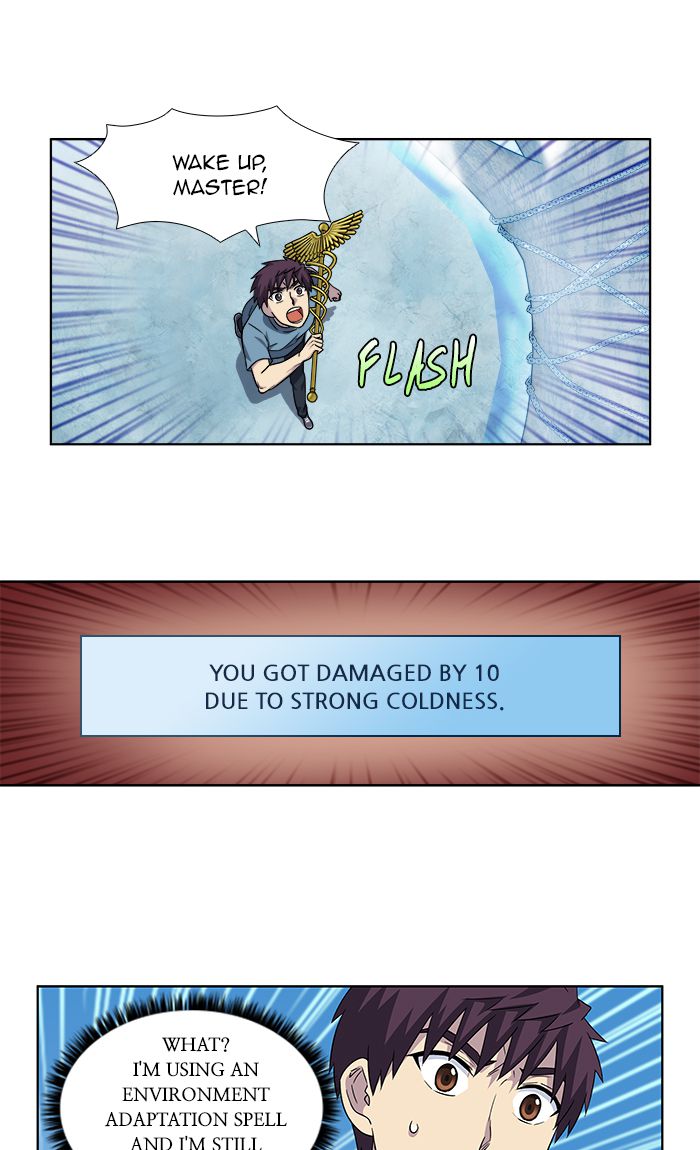 WAKE UP,
MASTER!
FLASH
YOU GOT DAMAGED BY 10
DUE TO STRONG COLDNESS.
WHAT?
I'M USING AN
ENVIRONMENT
ADAPTATION SPELL
AND I'M STILL